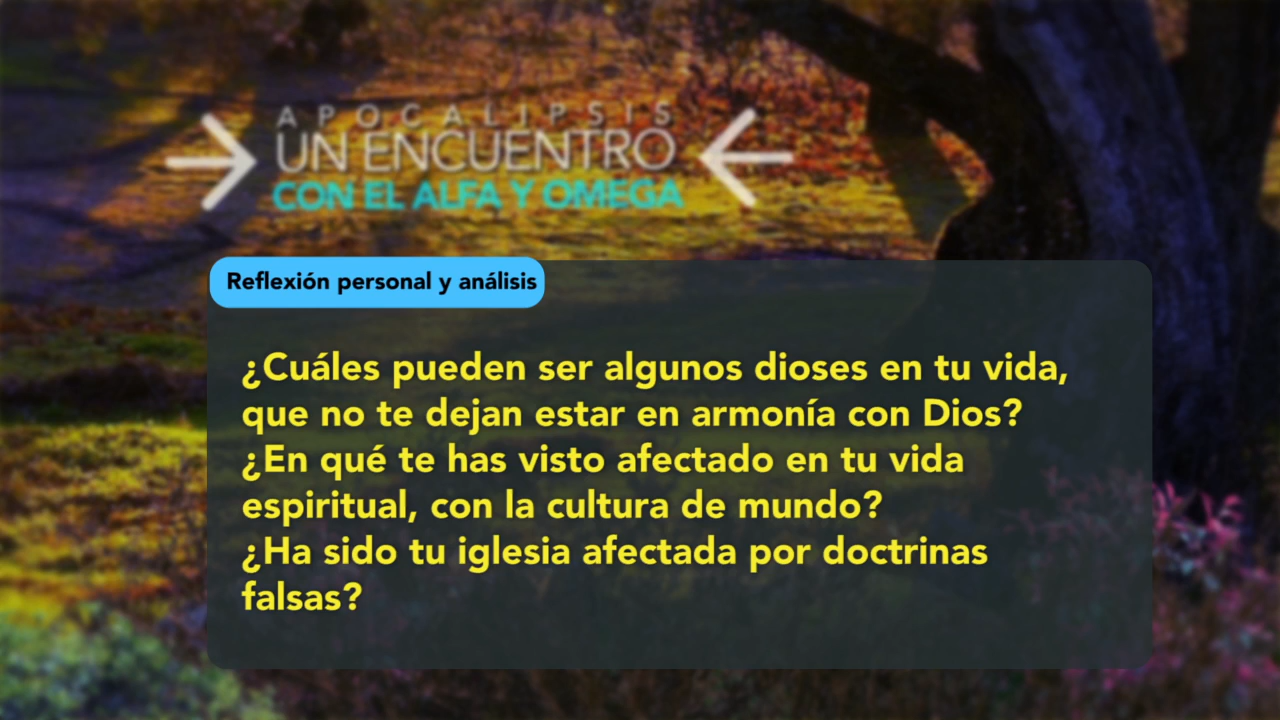 APOCALIPSIS
UN ENCUENTRO
CON EL ALFA Y OMEGA
Reflexión personal y análisis
¿Cuáles pueden ser algunos dioses en tu vida,
que no te dejan estar en armonía con Dios?
¿En qué te has visto afectado en tu vida
espiritual, con la cultura de mundo?
¿Ha sido tu iglesia afectada por doctrinas
falsas?